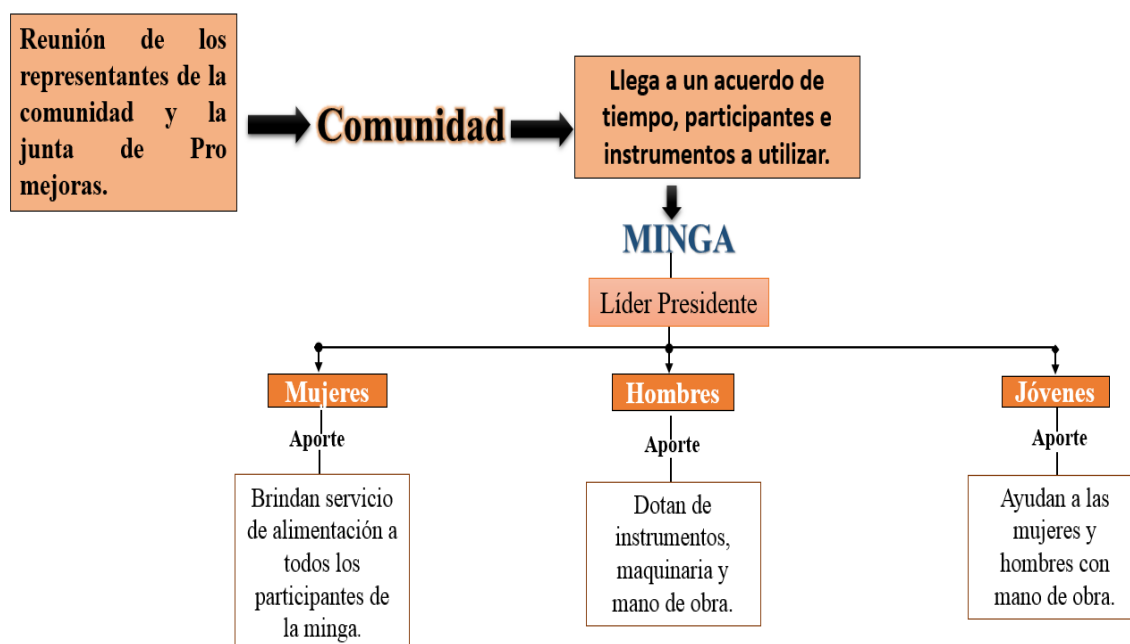 Reunión de los
representantes de la
comunidad y la
junta de Pro
mejoras.
Comunidad
Llega a un acuerdo de
tiempo, participantes e
instrumentos a utilizar.
MINGA
Líder Presidente
Mujeres
Aporte
Brindan servicio
de alimentación a
todos los
participantes de
la minga.
Hombres
Aporte
Dotan de
instrumentos,
maquinaria y
mano de obra.
Jóvenes
Aporte
Ayudan a las
mujeres y
hombres con
mano de obra.